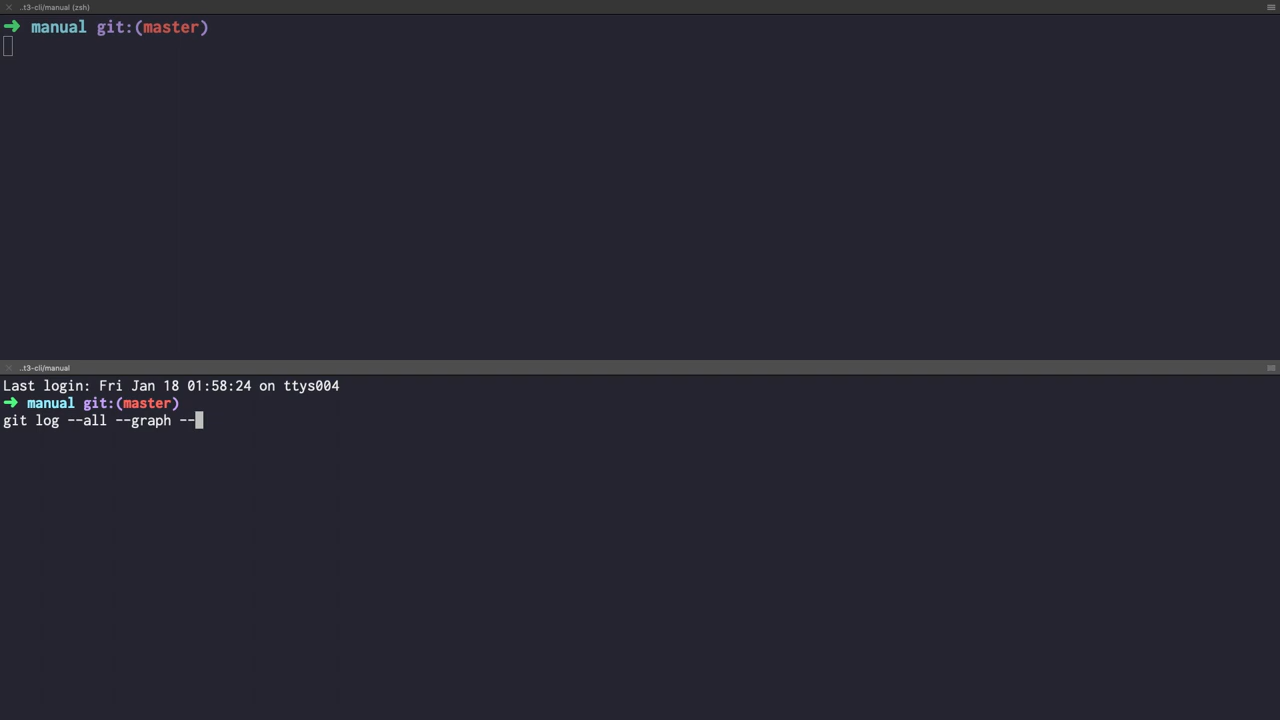 ..t3-cli/manual (zsh)
➜ manual git:(master)
..t3-cli/manual
Last login: Fri Jan 18 01:58:24 on ttys004
➜ manual git:(master)
git log --all --graph --